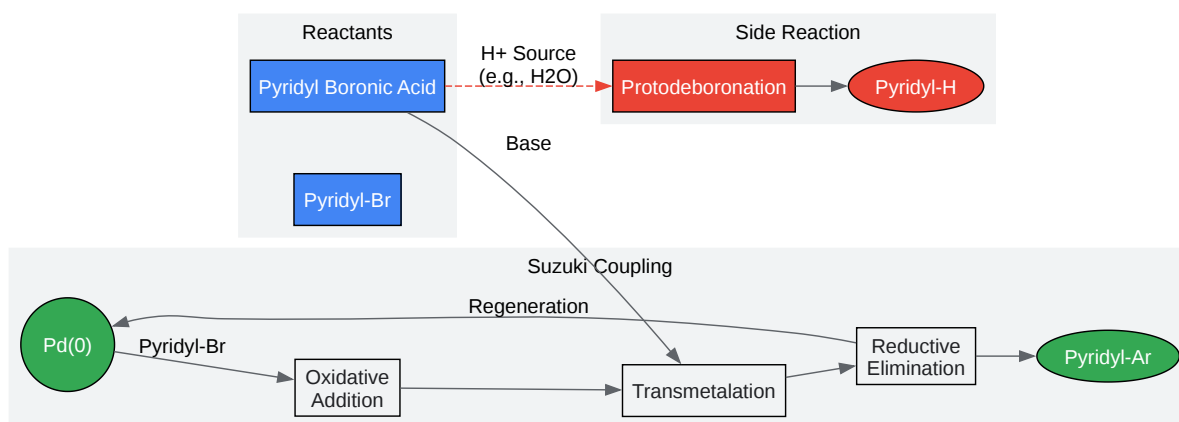 Reactants
Side Reaction
Pyridyl Boronic Acid
H+ Source
(e.g., H2O)
Protodeboronation
Pyridyl-H
Base
Pyridyl-Br
Suzuki Coupling
Regeneration
Pd(0)
Pyridyl-Br
Oxidative
Addition
Transmetalation
Reductive
Elimination
Pyridyl-Ar